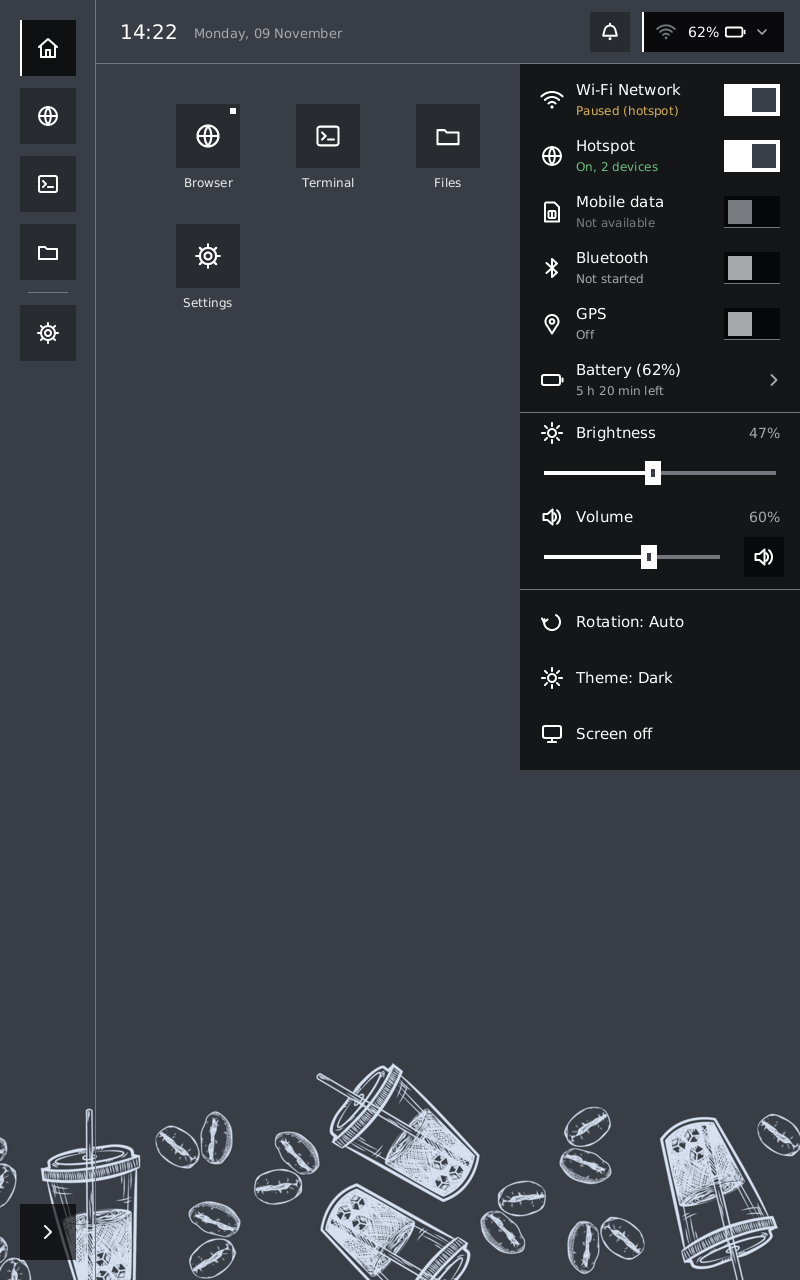 14:22 Monday, 09 November
62%
Wi-Fi Network
Paused (hotspot)
Hotspot
On, 2 devices
Mobile data
Not available
Bluetooth
Not started
GPS
Off
Battery (62%)
5 h 20 min left
Brightness 47%
Volume 60%
Rotation: Auto
Theme: Dark
Screen off
Browser Terminal Files
Settings